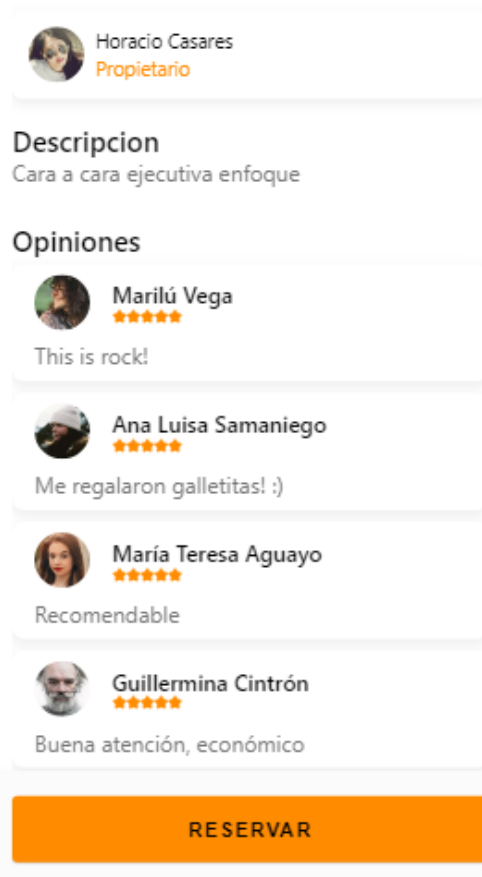 Horacio Casares
Propietario
Descripcion
Cara a cara ejecutiva enfoque
Opiniones
Marilú Vega
This is rock!
Ana Luisa Samaniego
Me regalaron galletitas! :)
María Teresa Aguayo
Recomendable
Guillermina Cintrón
Buena atención, económico
RESERVAR